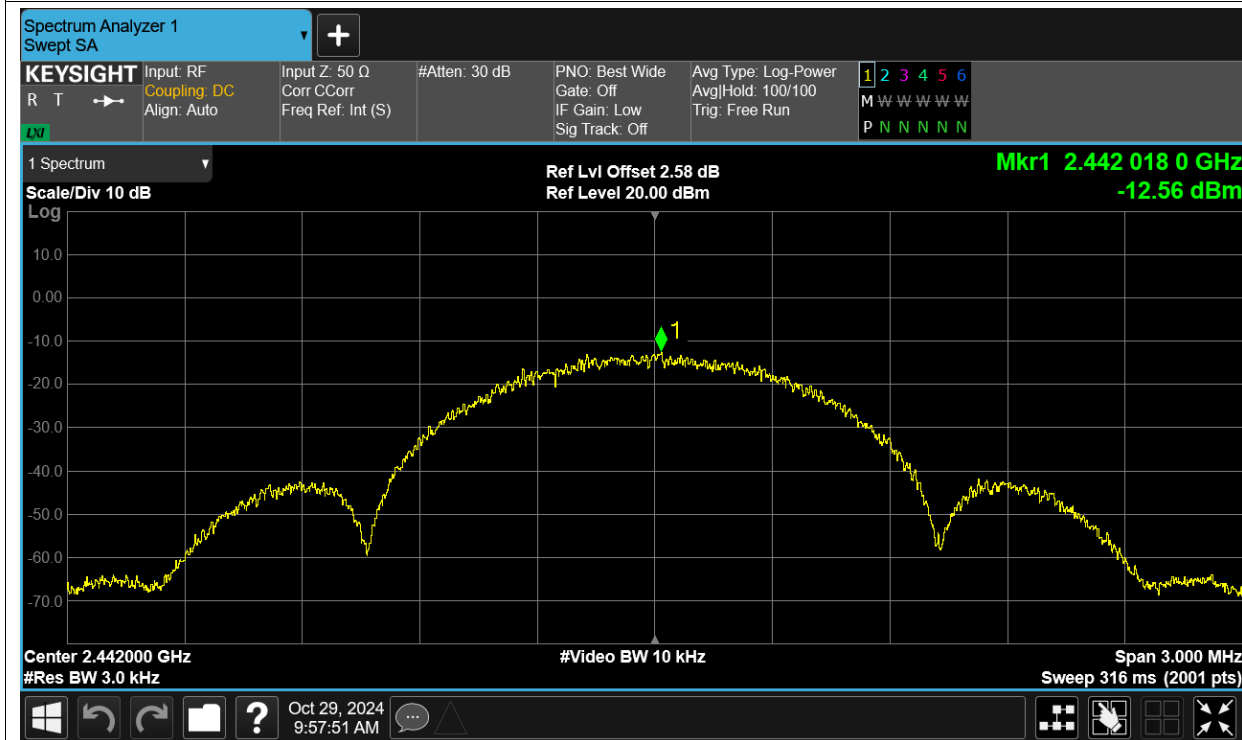 Spectrum Analyzer 1
Swept SA
+
KEYSIGHT
R T
LXI
Input: RF
Coupling: DC
Align: Auto
Input Z: 50 Ω
Corr CCorr
Freq Ref: Int (S)
#Atten: 30 dB
PNO: Best Wide
Gate: Off
IF Gain: Low
Sig Track: Off
Avg Type: Log-Power
Avg|Hold: 100/100
Trig: Free Run
1 2 3 4 5 6
M W W W W W
P N N N N N
1 Spectrum
Scale/Div 10 dB
Log
Ref Lvl Offset 2.58 dB
Ref Level 20.00 dBm
Mkr1 2.442 018 0 GHz
-12.56 dBm
10.0
0.00
-10.0
1
-20.0
-30.0
-40.0
-50.0
-60.0
-70.0
Center 2.442000 GHz
#Res BW 3.0 kHz
#Video BW 10 kHz
Span 3.000 MHz
Sweep 316 ms (2001 pts)
?
Oct 29, 2024
9:57:51 AM